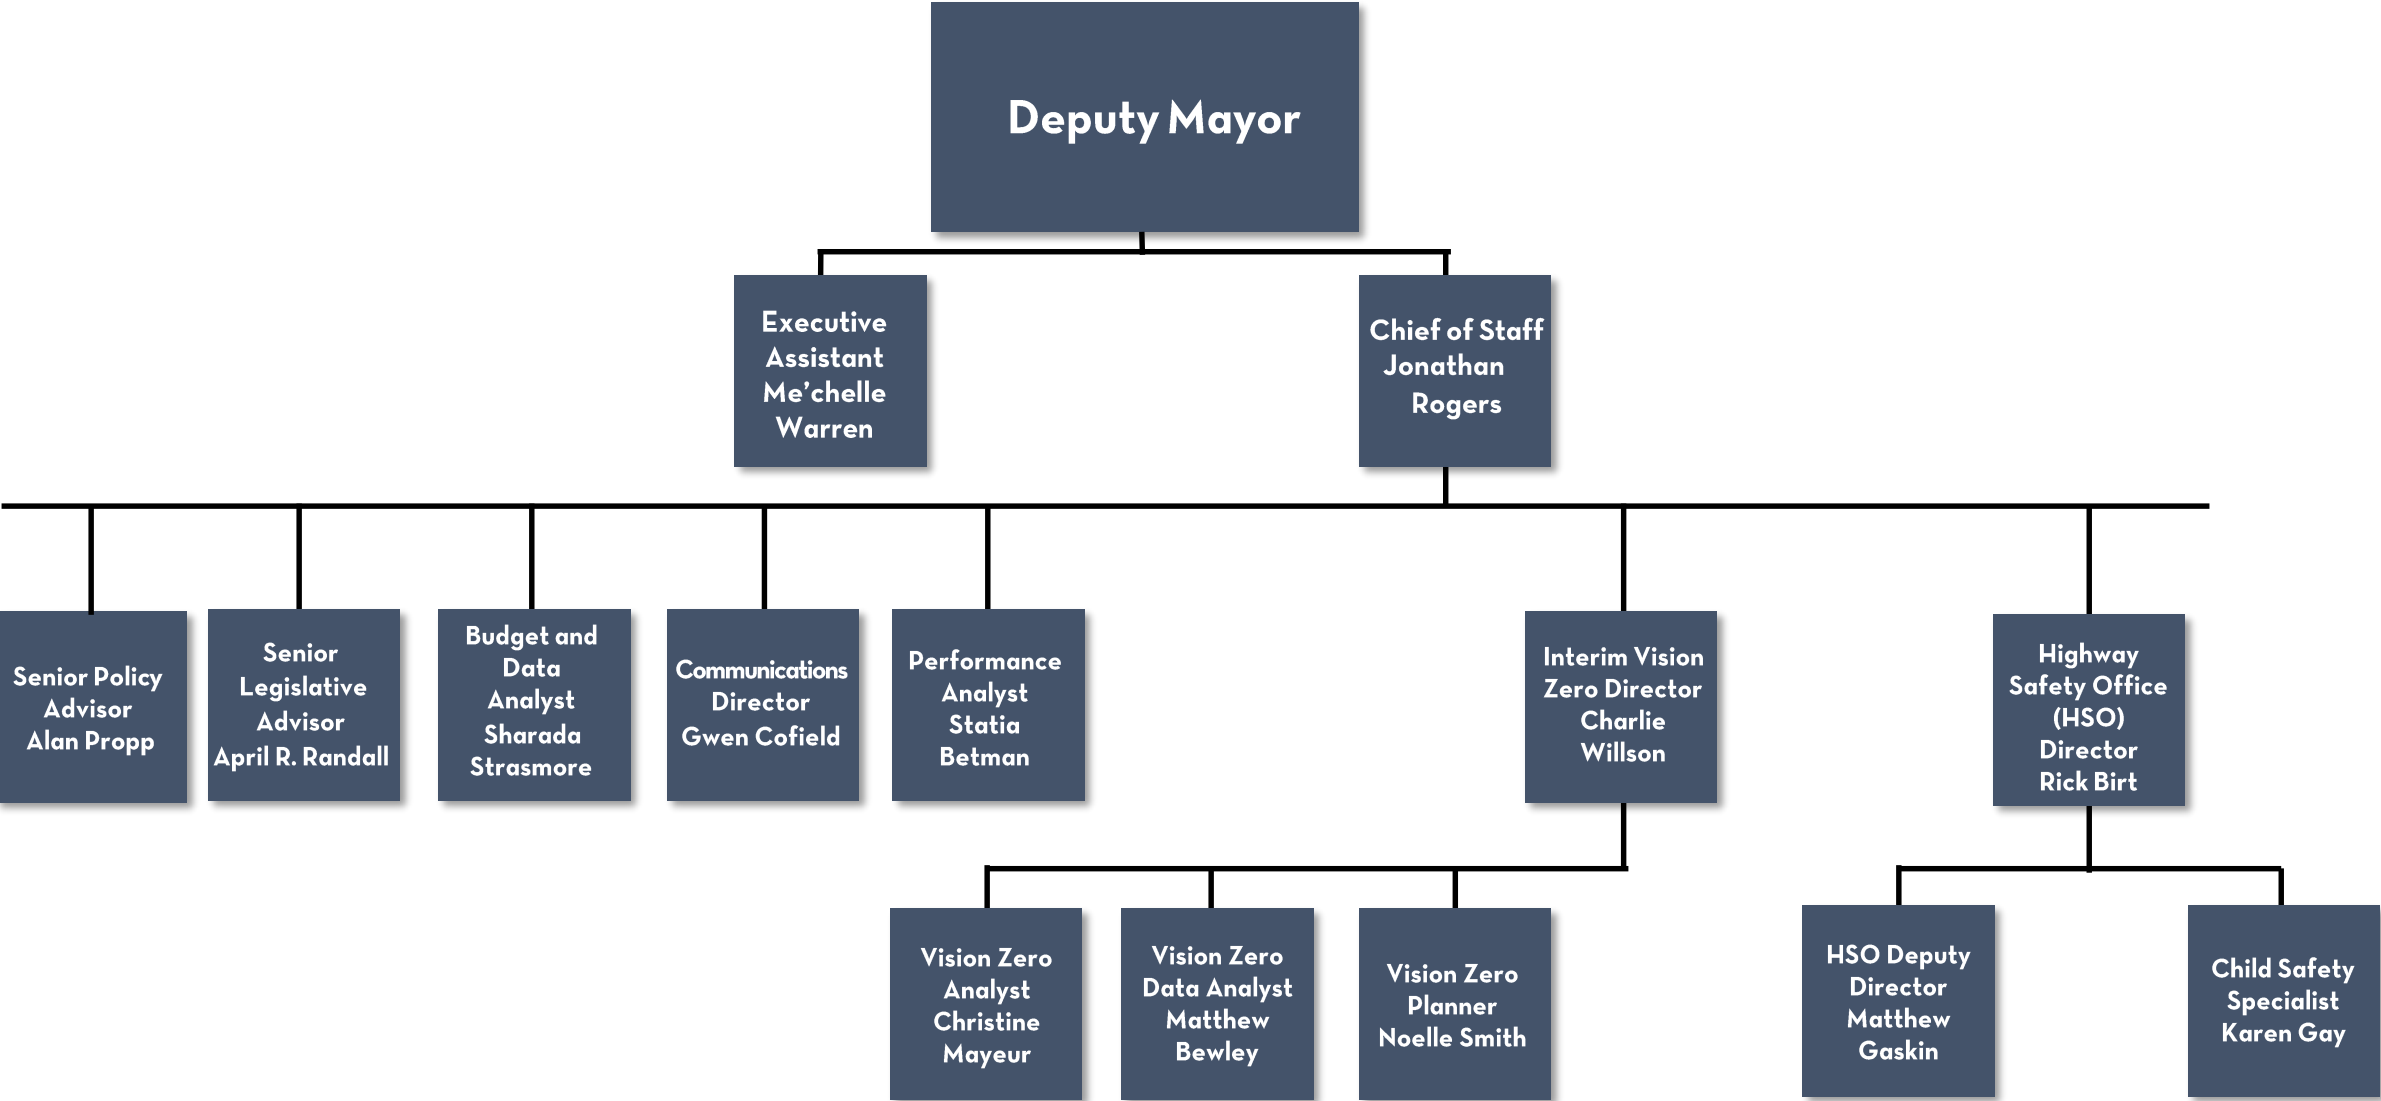 Deputy Mayor
Executive
Assistant
Me’chelle
Warren
Chief of Staff
Jonathan
Rogers
Senior Policy
Advisor
Alan Propp
Senior
Legislative
Advisor
April R. Randall
Budget and
Data
Analyst
Sharada
Strasmore
Communications
Director
Gwen Cofield
Performance
Analyst
Statia
Betman
Interim Vision
Zero Director
Charlie
Willson
Highway
Safety Office
(HSO)
Director
Rick Birt
Vision Zero
Analyst
Christine
Mayeur
Vision Zero
Data Analyst
Matthew
Bewley
Vision Zero
Planner
Noelle Smith
HSO Deputy
Director
Matthew
Gaskin
Child Safety
Specialist
Karen Gay